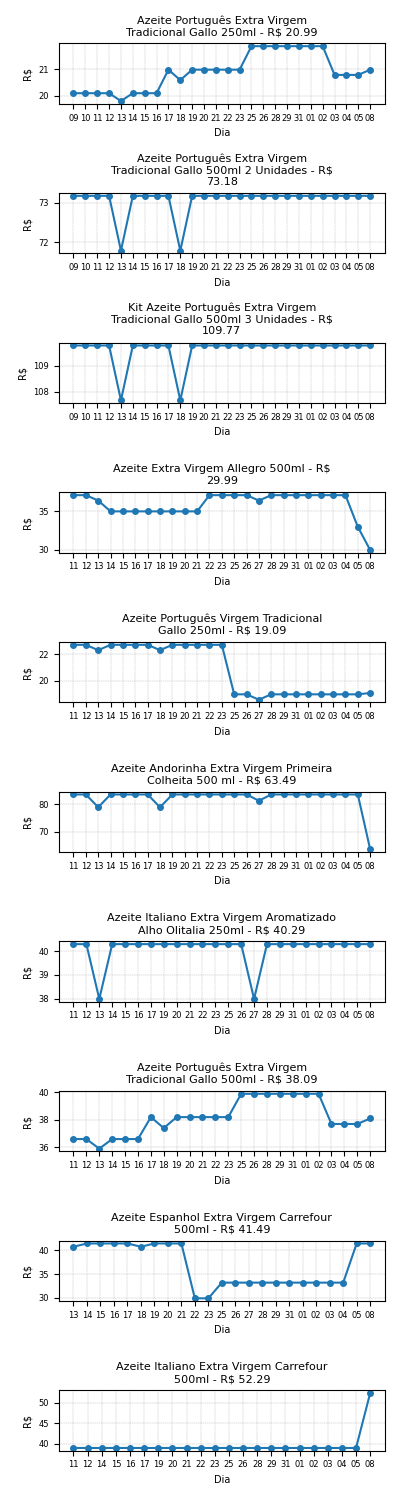 Azeite Português Extra Virgem
Tradicional Gallo 250ml - R$ 20.99
R$
21
20
09 10 11 12 13 14 15 16 17 18 19 20 21 22 23 25 26 28 29 31 01 02 03 04 05 08
Dia
Azeite Português Extra Virgem
Tradicional Gallo 500ml 2 Unidades - R$
73.18
R$
73
72
09 10 11 12 13 14 15 16 17 18 19 20 21 22 23 25 26 28 29 31 01 02 03 04 05 08
Dia
Kit Azeite Português Extra Virgem
Tradicional Gallo 500ml 3 Unidades - R$
109.77
R$
109
108
09 10 11 12 13 14 15 16 17 18 19 20 21 22 23 25 26 28 29 31 01 02 03 04 05 08
Dia
Azeite Extra Virgem Allegro 500ml - R$
29.99
R$
35
30
11 12 13 14 15 16 17 18 19 20 21 22 23 25 26 27 28 29 31 01 02 03 04 05 08
Dia
Azeite Português Virgem Tradicional
Gallo 250ml - R$ 19.09
R$
22
20
11 12 13 14 15 16 17 18 19 20 21 22 23 25 26 27 28 29 31 01 02 03 04 05 08
Dia
Azeite Andorinha Extra Virgem Primeira
Colheita 500 ml - R$ 63.49
R$
80
70
11 12 13 14 15 16 17 18 19 20 21 22 23 25 26 27 28 29 31 01 02 03 04 05 08
Dia
Azeite Italiano Extra Virgem Aromatizado
Alho Olitalia 250ml - R$ 40.29
R$
40
39
38
11 12 13 14 15 16 17 18 19 20 21 22 23 25 26 27 28 29 31 01 03 04 05 08
Dia
Azeite Português Extra Virgem
Tradicional Gallo 500ml - R$ 38.09
R$
40
38
36
11 12 13 14 15 16 17 18 19 20 21 22 23 25 26 28 29 31 01 02 03 04 05 08
Dia
Azeite Espanhol Extra Virgem Carrefour
500ml - R$ 41.49
R$
40
35
30
13 14 15 16 17 18 19 20 21 22 23 25 26 27 28 29 31 01 02 03 04 05 08
Dia
Azeite Italiano Extra Virgem Carrefour
500ml - R$ 52.29
R$
50
45
40
11 12 14 15 16 17 18 19 20 21 22 23 25 26 28 29 31 01 02 03 04 05 08
Dia